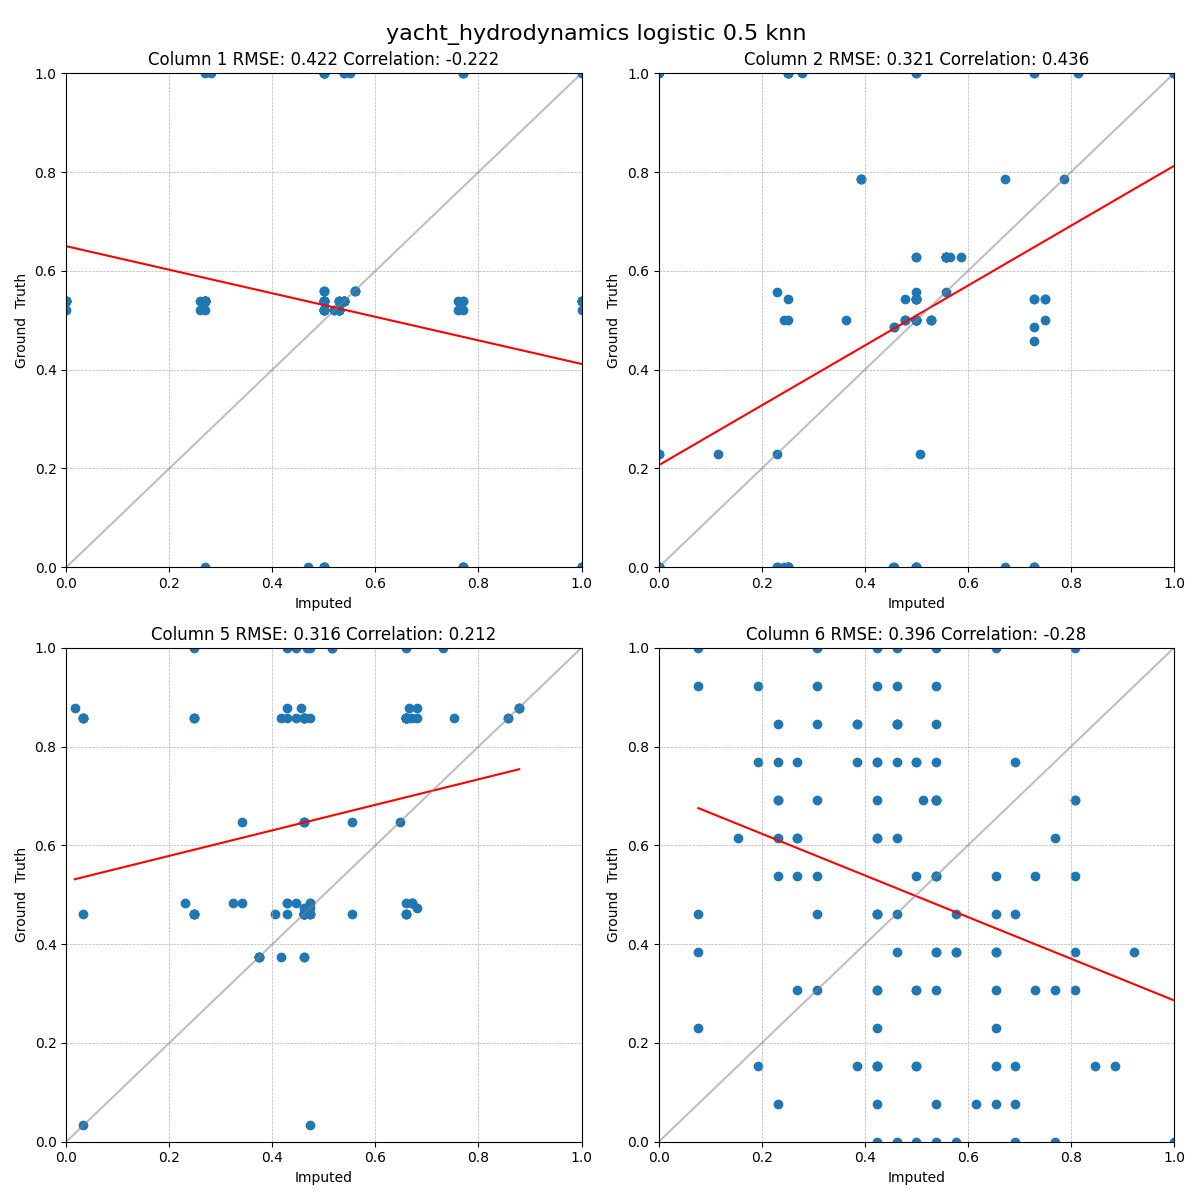 yacht_hydrodynamics logistic 0.5 knn
Column 1 RMSE: 0.422 Correlation: -0.222
Column 2 RMSE: 0.321 Correlation: 0.436
1.0
0.8
0.6
0.4
0.2
0.0
Ground Truth
0.0 0.2 0.4 0.6 0.8 1.0
Imputed
1.0
0.8
0.6
0.4
0.2
0.0
Ground Truth
0.0 0.2 0.4 0.6 0.8 1.0
Imputed
Column 5 RMSE: 0.316 Correlation: 0.212
Column 6 RMSE: 0.396 Correlation: -0.28
1.0
0.8
0.6
0.4
0.2
0.0
Ground Truth
0.0 0.2 0.4 0.6 0.8 1.0
Imputed
1.0
0.8
0.6
0.4
0.2
0.0
Ground Truth
0.0 0.2 0.4 0.6 0.8 1.0
Imputed